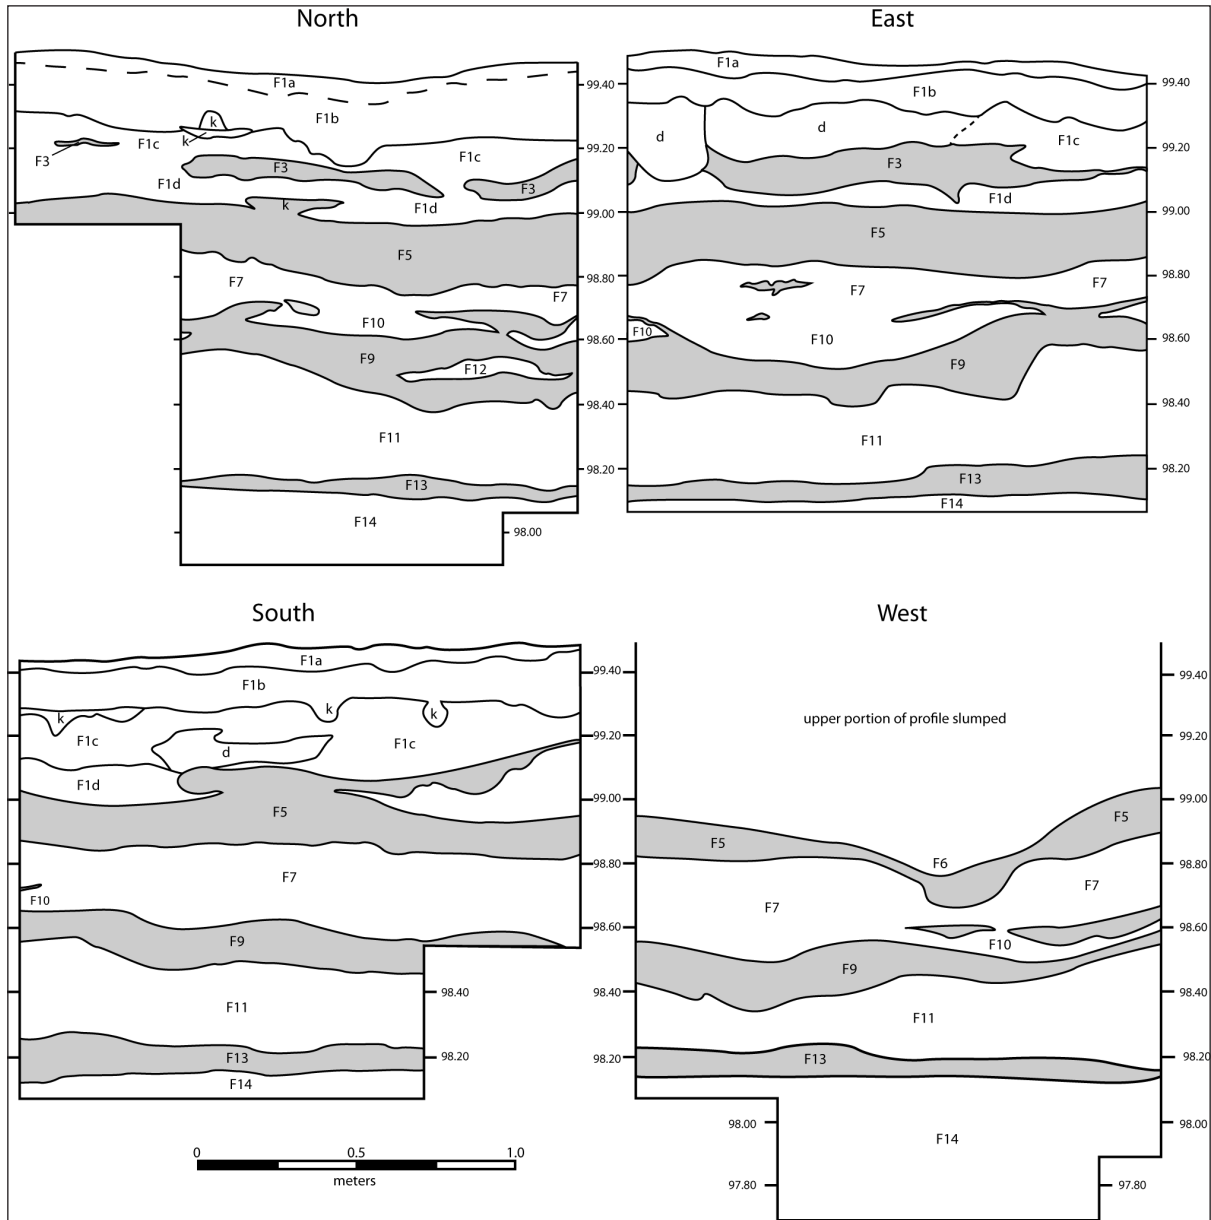 North
F1a
99.40
F1b
k
k
F1c
F3
F1c
99.20
F3
F3
F1d
F1d
k
99.00
F5
98.80
F7
F7
F10
98.60
F9
F12
98.40
F11
98.20
F13
F14
98.00
East
F1a
99.40
F1b
d
d
F1c
99.20
F3
F1d
99.00
F5
98.80
F7
F7
F10
F10
98.60
F9
98.40
F11
98.20
F13
F14
South
F1a
99.40
F1b
k
k
k
F1c
F1c
99.20
d
F1d
99.00
F5
98.80
F7
F10
98.60
F9
98.40
98.40
F11
98.20
98.20
F13
F14
0 0.5 1.0
meters
West
99.40
upper portion of profile slumped
99.20
99.00
F5
F5
F6
98.80
F7
F7
98.60
F10
F9
98.40
F11
98.20
F13
98.00
98.00
F14
97.80
97.80